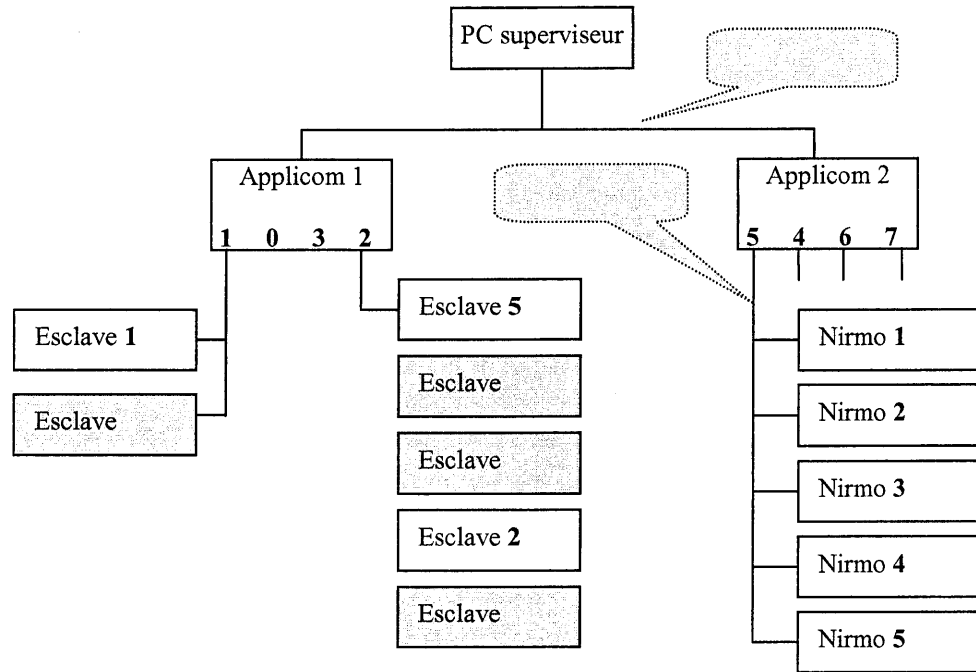 PC superviseur
Applicom 1
1 0 3 2
Applicom 2
5 4 6 7
Esclave 1
Esclave
Esclave 5
Esclave
Esclave
Esclave 2
Esclave
Nirmo 1
Nirmo 2
Nirmo 3
Nirmo 4
Nirmo 5